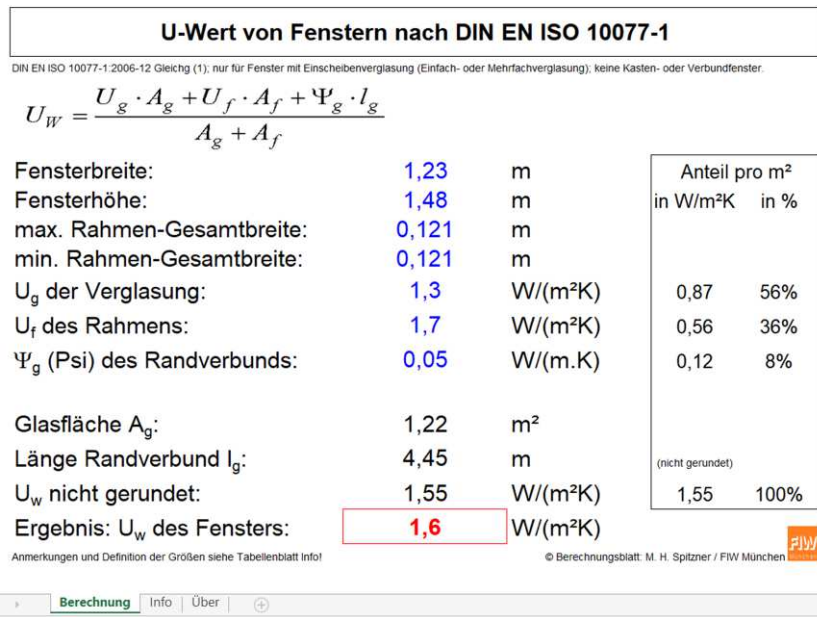 U-Wert von Fenstern nach DIN EN ISO 10077-1
DIN EN ISO 10077-1:2006-12 Gleichg (1); nur für Fenster mit Einscheibenverglasung (Einfach- oder Mehrfachverglasung); keine Kasten- oder Verbundfenster.
U_W = (U_g · A_g + U_f · A_f + Ψ_g · l_g) / (A_g + A_f)
Fensterbreite: 1,23 m Anteil pro m²
Fensterhöhe: 1,48 m in W/m²K in %
max. Rahmen-Gesamtbreite: 0,121 m
min. Rahmen-Gesamtbreite: 0,121 m
U_g der Verglasung: 1,3 W/(m²K) 0,87 56%
U_f des Rahmens: 1,7 W/(m²K) 0,56 36%
Ψ_g (Psi) des Randverbunds: 0,05 W/(m.K) 0,12 8%
Glasfläche A_g: 1,22 m²
Länge Randverbund l_g: 4,45 m (nicht gerundet)
U_w nicht gerundet: 1,55 W/(m²K) 1,55 100%
Ergebnis: U_w des Fensters: 1,6 W/(m²K)
Anmerkungen und Definition der Größen siehe Tabellenblatt Info! © Berechnungsblatt: M. H. Spitzner / FIW München FIW
Berechnung Info Über